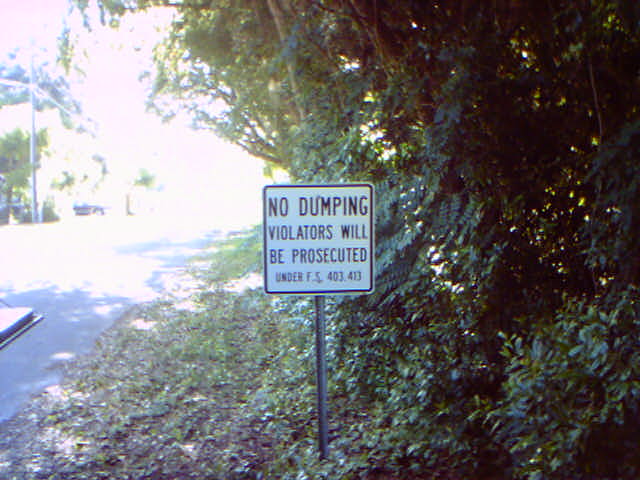 NO DUMPING
VIOLATORS WILL
BE PROSECUTED
UNDER F.S. 403.413